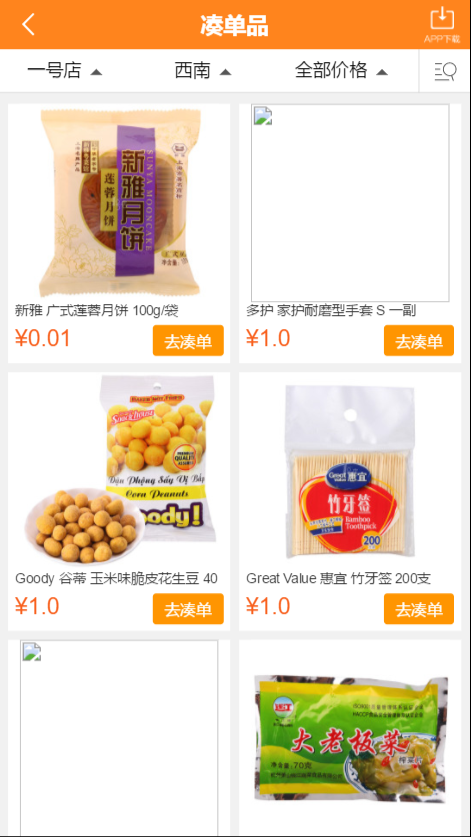 凑单品
APP下载
一号店
西南
全部价格
新雅月饼
SUNYA MOONCAKE
莲蓉月饼
新雅 广式莲蓉月饼 100g/袋
¥0.01
去凑单
多护 家护耐磨型手套 S 一副
¥1.0
去凑单
Snack house
Đậu Phộng Sấy Vị Bắp
Corn Peanuts
Goody!
Goody 谷蒂 玉米味脆皮花生豆 40
¥1.0
去凑单
Great Value 惠宜
竹牙签
Bamboo
Toothpick
200
Great Value 惠宜 竹牙签 200支
¥1.0
去凑单
大老板菜
净含量:70克